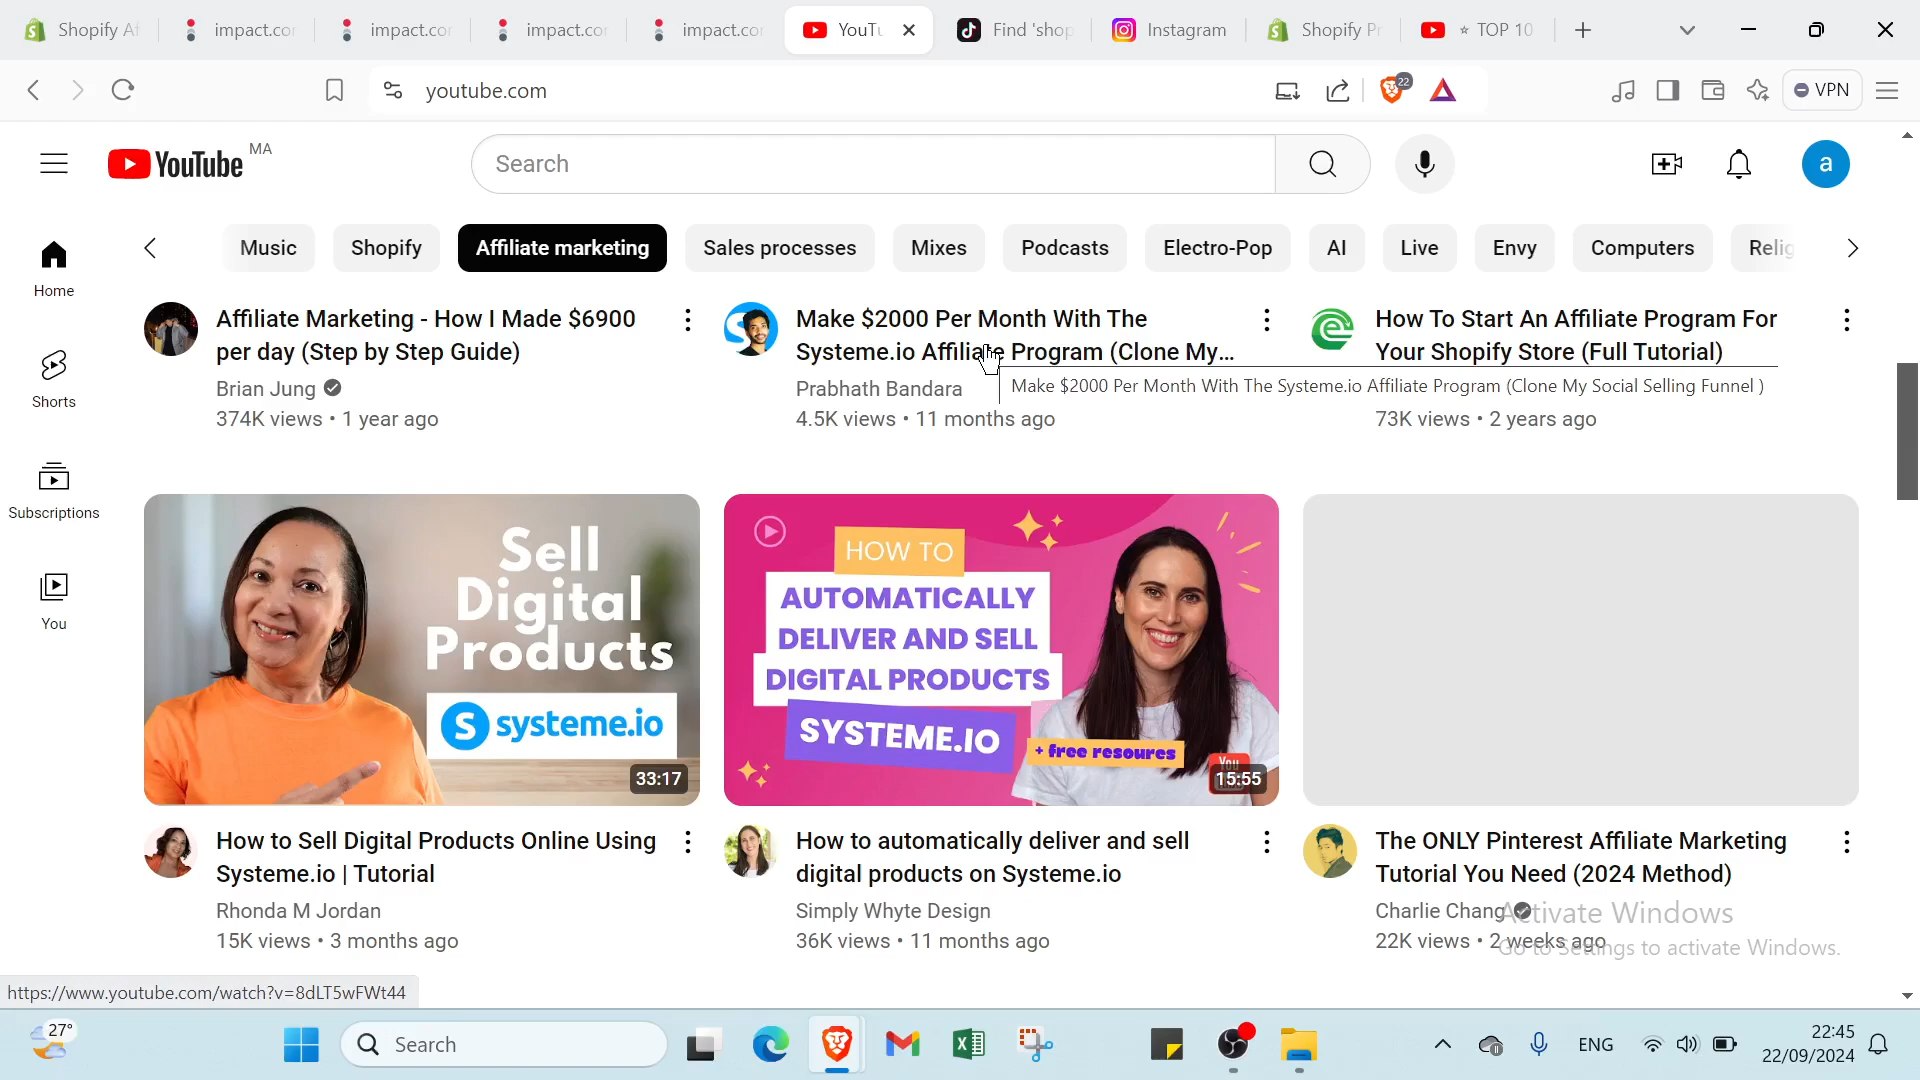 Shopify Af
impact.co
impact.co
impact.co
impact.co
YouTu
Find 'shop
Instagram
Shopify Pr
⭐ TOP 10
youtube.com
22
VPN
YouTube MA
Search
a
Home
Shorts
Subscriptions
You
Music
Shopify
Affiliate marketing
Sales processes
Mixes
Podcasts
Electro-Pop
AI
Live
Envy
Computers
Relig
Affiliate Marketing - How I Made $6900
per day (Step by Step Guide)
Brian Jung
374K views • 1 year ago
Make $2000 Per Month With The
Systeme.io Affiliate Program (Clone My...
Prabhath Bandara
4.5K views • 11 months ago
How To Start An Affiliate Program For
Your Shopify Store (Full Tutorial)
Make $2000 Per Month With The Systeme.io Affiliate Program (Clone My Social Selling Funnel )
73K views • 2 years ago
Sell
Digital
Products
systeme.io
33:17
HOW TO
AUTOMATICALLY
DELIVER AND SELL
DIGITAL PRODUCTS
SYSTEME.IO
+ free resoures
You
15:55
How to Sell Digital Products Online Using
Systeme.io | Tutorial
Rhonda M Jordan
15K views • 3 months ago
How to automatically deliver and sell
digital products on Systeme.io
Simply Whyte Design
36K views • 11 months ago
The ONLY Pinterest Affiliate Marketing
Tutorial You Need (2024 Method)
Charlie Chang
22K views • 2 weeks ago
Activate Windows
Go to Settings to activate Windows.
https://www.youtube.com/watch?v=8dLT5wFWt44
27°
Search
ENG
22:45
22/09/2024